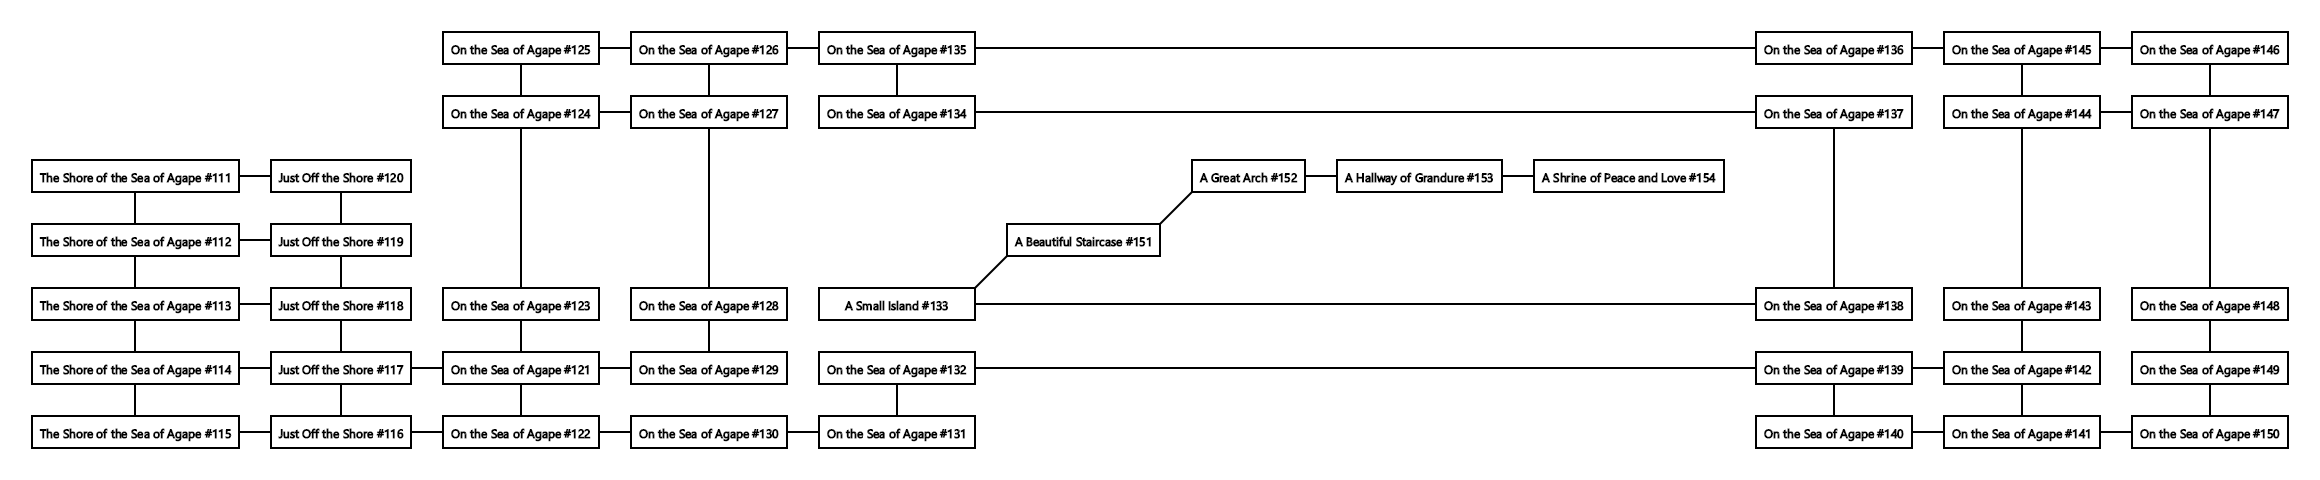 On the Sea of Agape #125
On the Sea of Agape #126
On the Sea of Agape #135
On the Sea of Agape #136
On the Sea of Agape #145
On the Sea of Agape #146
On the Sea of Agape #124
On the Sea of Agape #127
On the Sea of Agape #134
On the Sea of Agape #137
On the Sea of Agape #144
On the Sea of Agape #147
The Shore of the Sea of Agape #111
Just Off the Shore #120
A Great Arch #152
A Hallway of Grandure #153
A Shrine of Peace and Love #154
The Shore of the Sea of Agape #112
Just Off the Shore #119
A Beautiful Staircase #151
The Shore of the Sea of Agape #113
Just Off the Shore #118
On the Sea of Agape #123
On the Sea of Agape #128
A Small Island #133
On the Sea of Agape #138
On the Sea of Agape #143
On the Sea of Agape #148
The Shore of the Sea of Agape #114
Just Off the Shore #117
On the Sea of Agape #121
On the Sea of Agape #129
On the Sea of Agape #132
On the Sea of Agape #139
On the Sea of Agape #142
On the Sea of Agape #149
The Shore of the Sea of Agape #115
Just Off the Shore #116
On the Sea of Agape #122
On the Sea of Agape #130
On the Sea of Agape #131
On the Sea of Agape #140
On the Sea of Agape #141
On the Sea of Agape #150